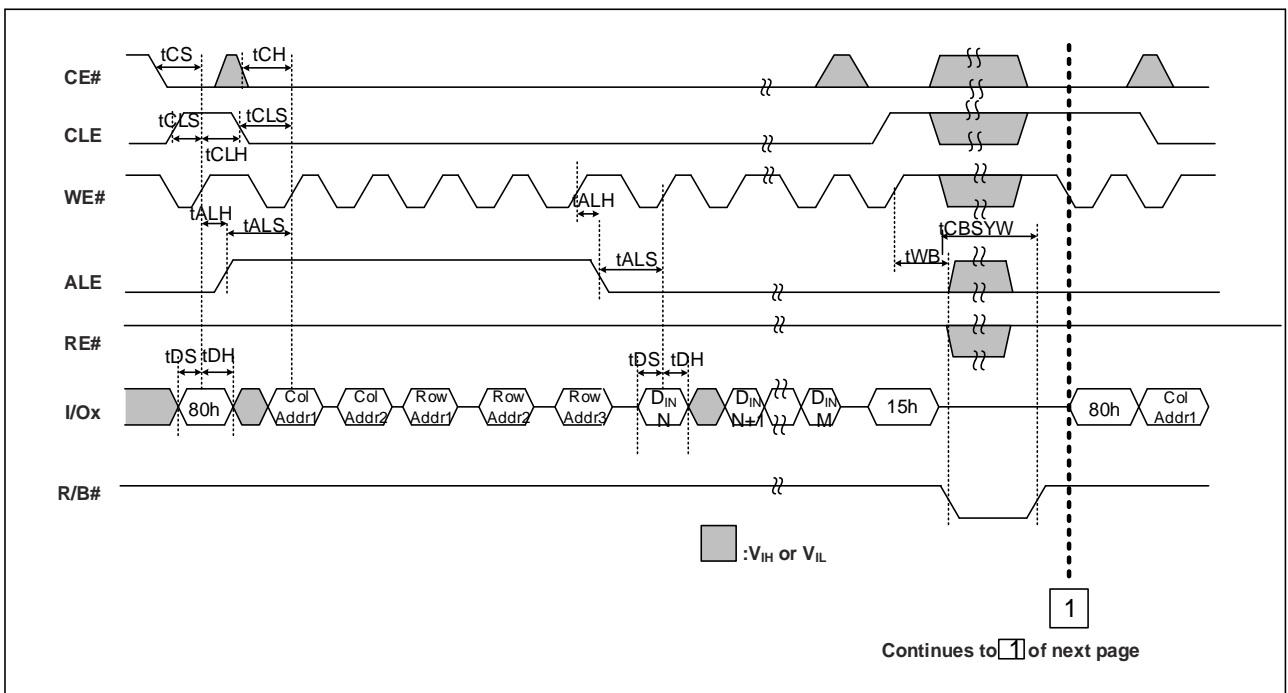 CE#
tCS
tCH
CLE
tCLS
tCLS
tCLH
WE#
tALH
tALS
tALH
tALS
tCBSYW
tWB
ALE
RE#
tDS
tDH
tDS
tDH
I/Ox
80h
Col Addr1
Col Addr2
Row Addr1
Row Addr2
Row Addr3
DIN N
DIN N+1
DIN M
15h
80h
Col Addr1
R/B#
:VIH or VIL
1
Continues to 1 of next page